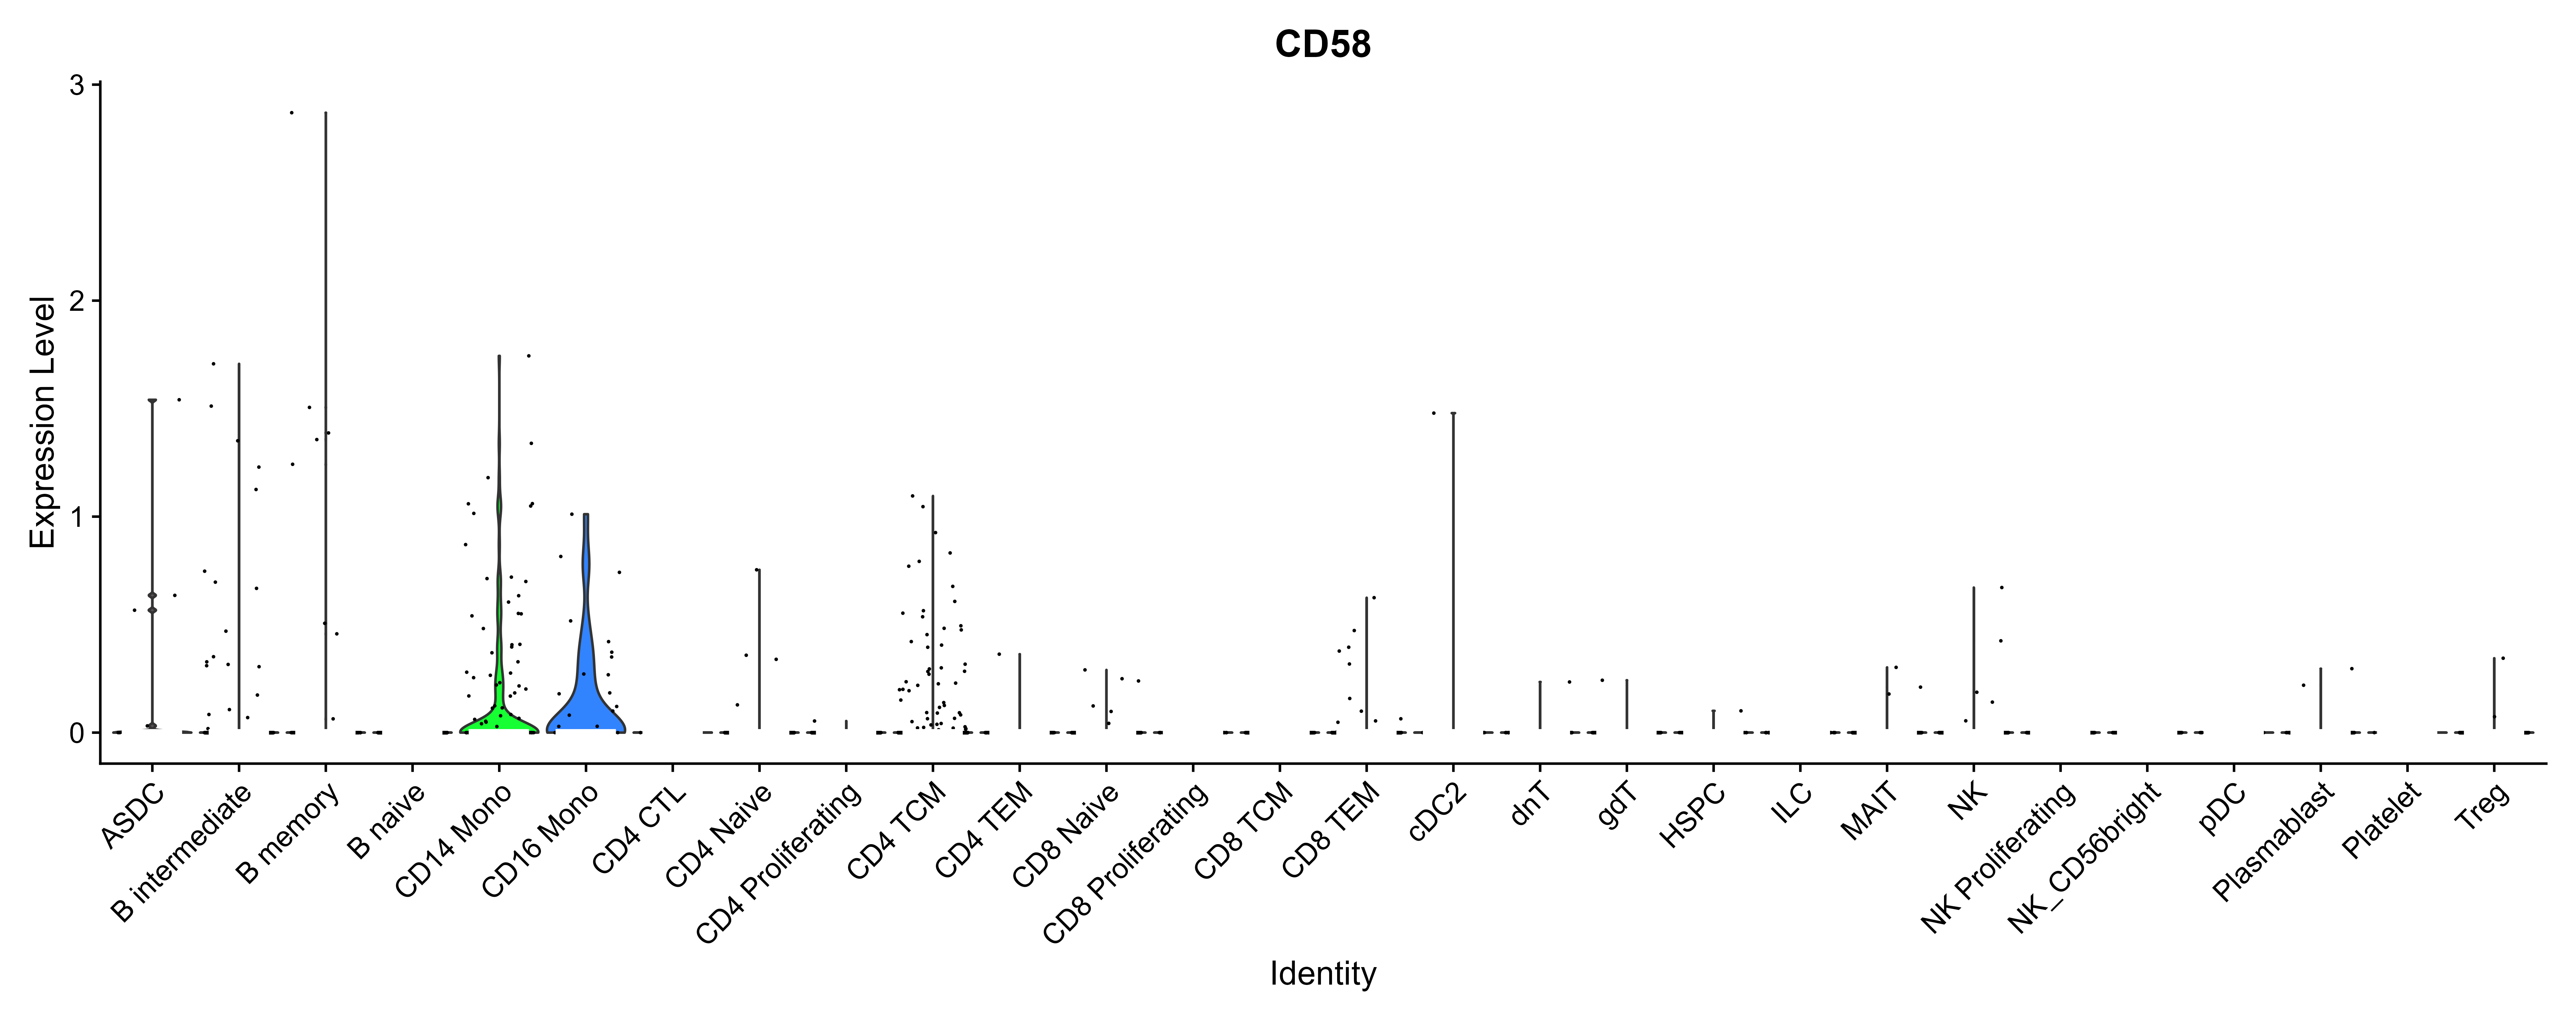 CD58
Expression Level
3
2
1
0
ASDC
B intermediate
B memory
B naive
CD14 Mono
CD16 Mono
CD4 CTL
CD4 Naive
CD4 Proliferating
CD4 TCM
CD4 TEM
CD8 Naive
CD8 Proliferating
CD8 TCM
CD8 TEM
cDC2
dnT
gdT
HSPC
ILC
MAIT
NK
NK Proliferating
NK_CD56bright
pDC
Plasmablast
Platelet
Treg
Identity